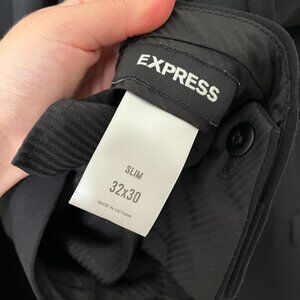 EXPRESS
SLIM
32x30
MADE IN VIETNAM